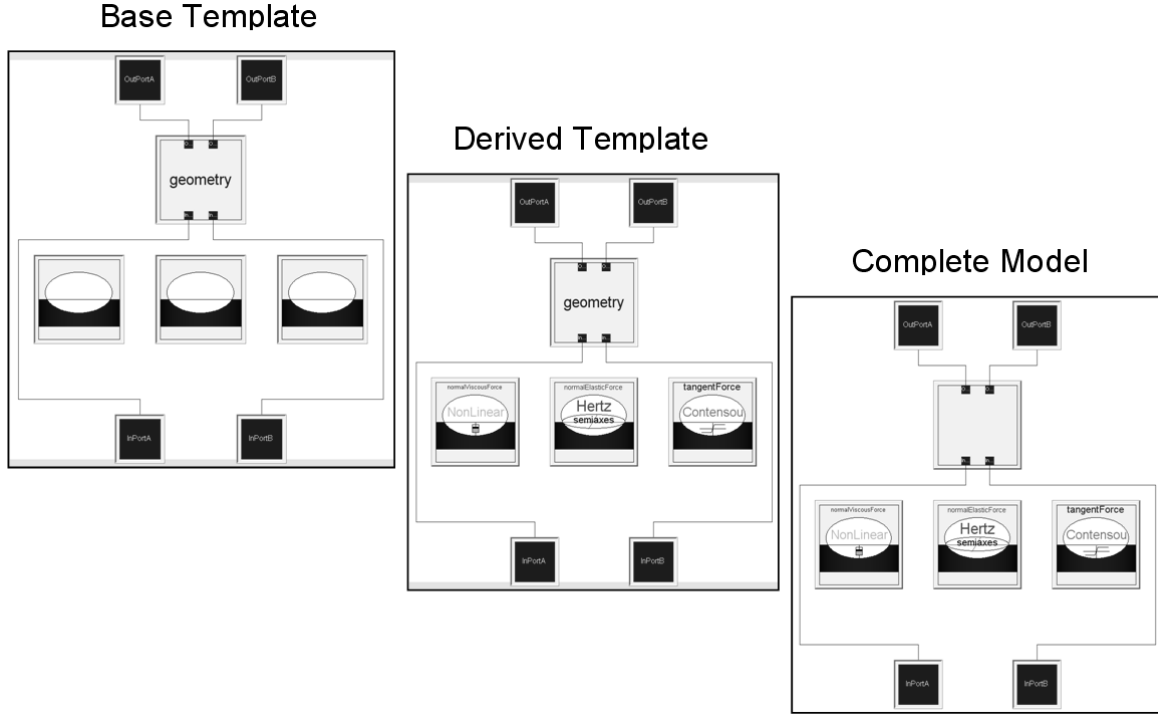 Base Template
OutPortA
OutPortB
geometry
InPortA
InPortB
Derived Template
OutPortA
OutPortB
geometry
normalViscousForce
NonLinear
normalElasticForce
Hertz
semiaxes
tangentForce
Contensou
InPortA
InPortB
Complete Model
OutPortA
OutPortB
normalViscousForce
NonLinear
normalElasticForce
Hertz
semiaxes
tangentForce
Contensou
InPortA
InPortB